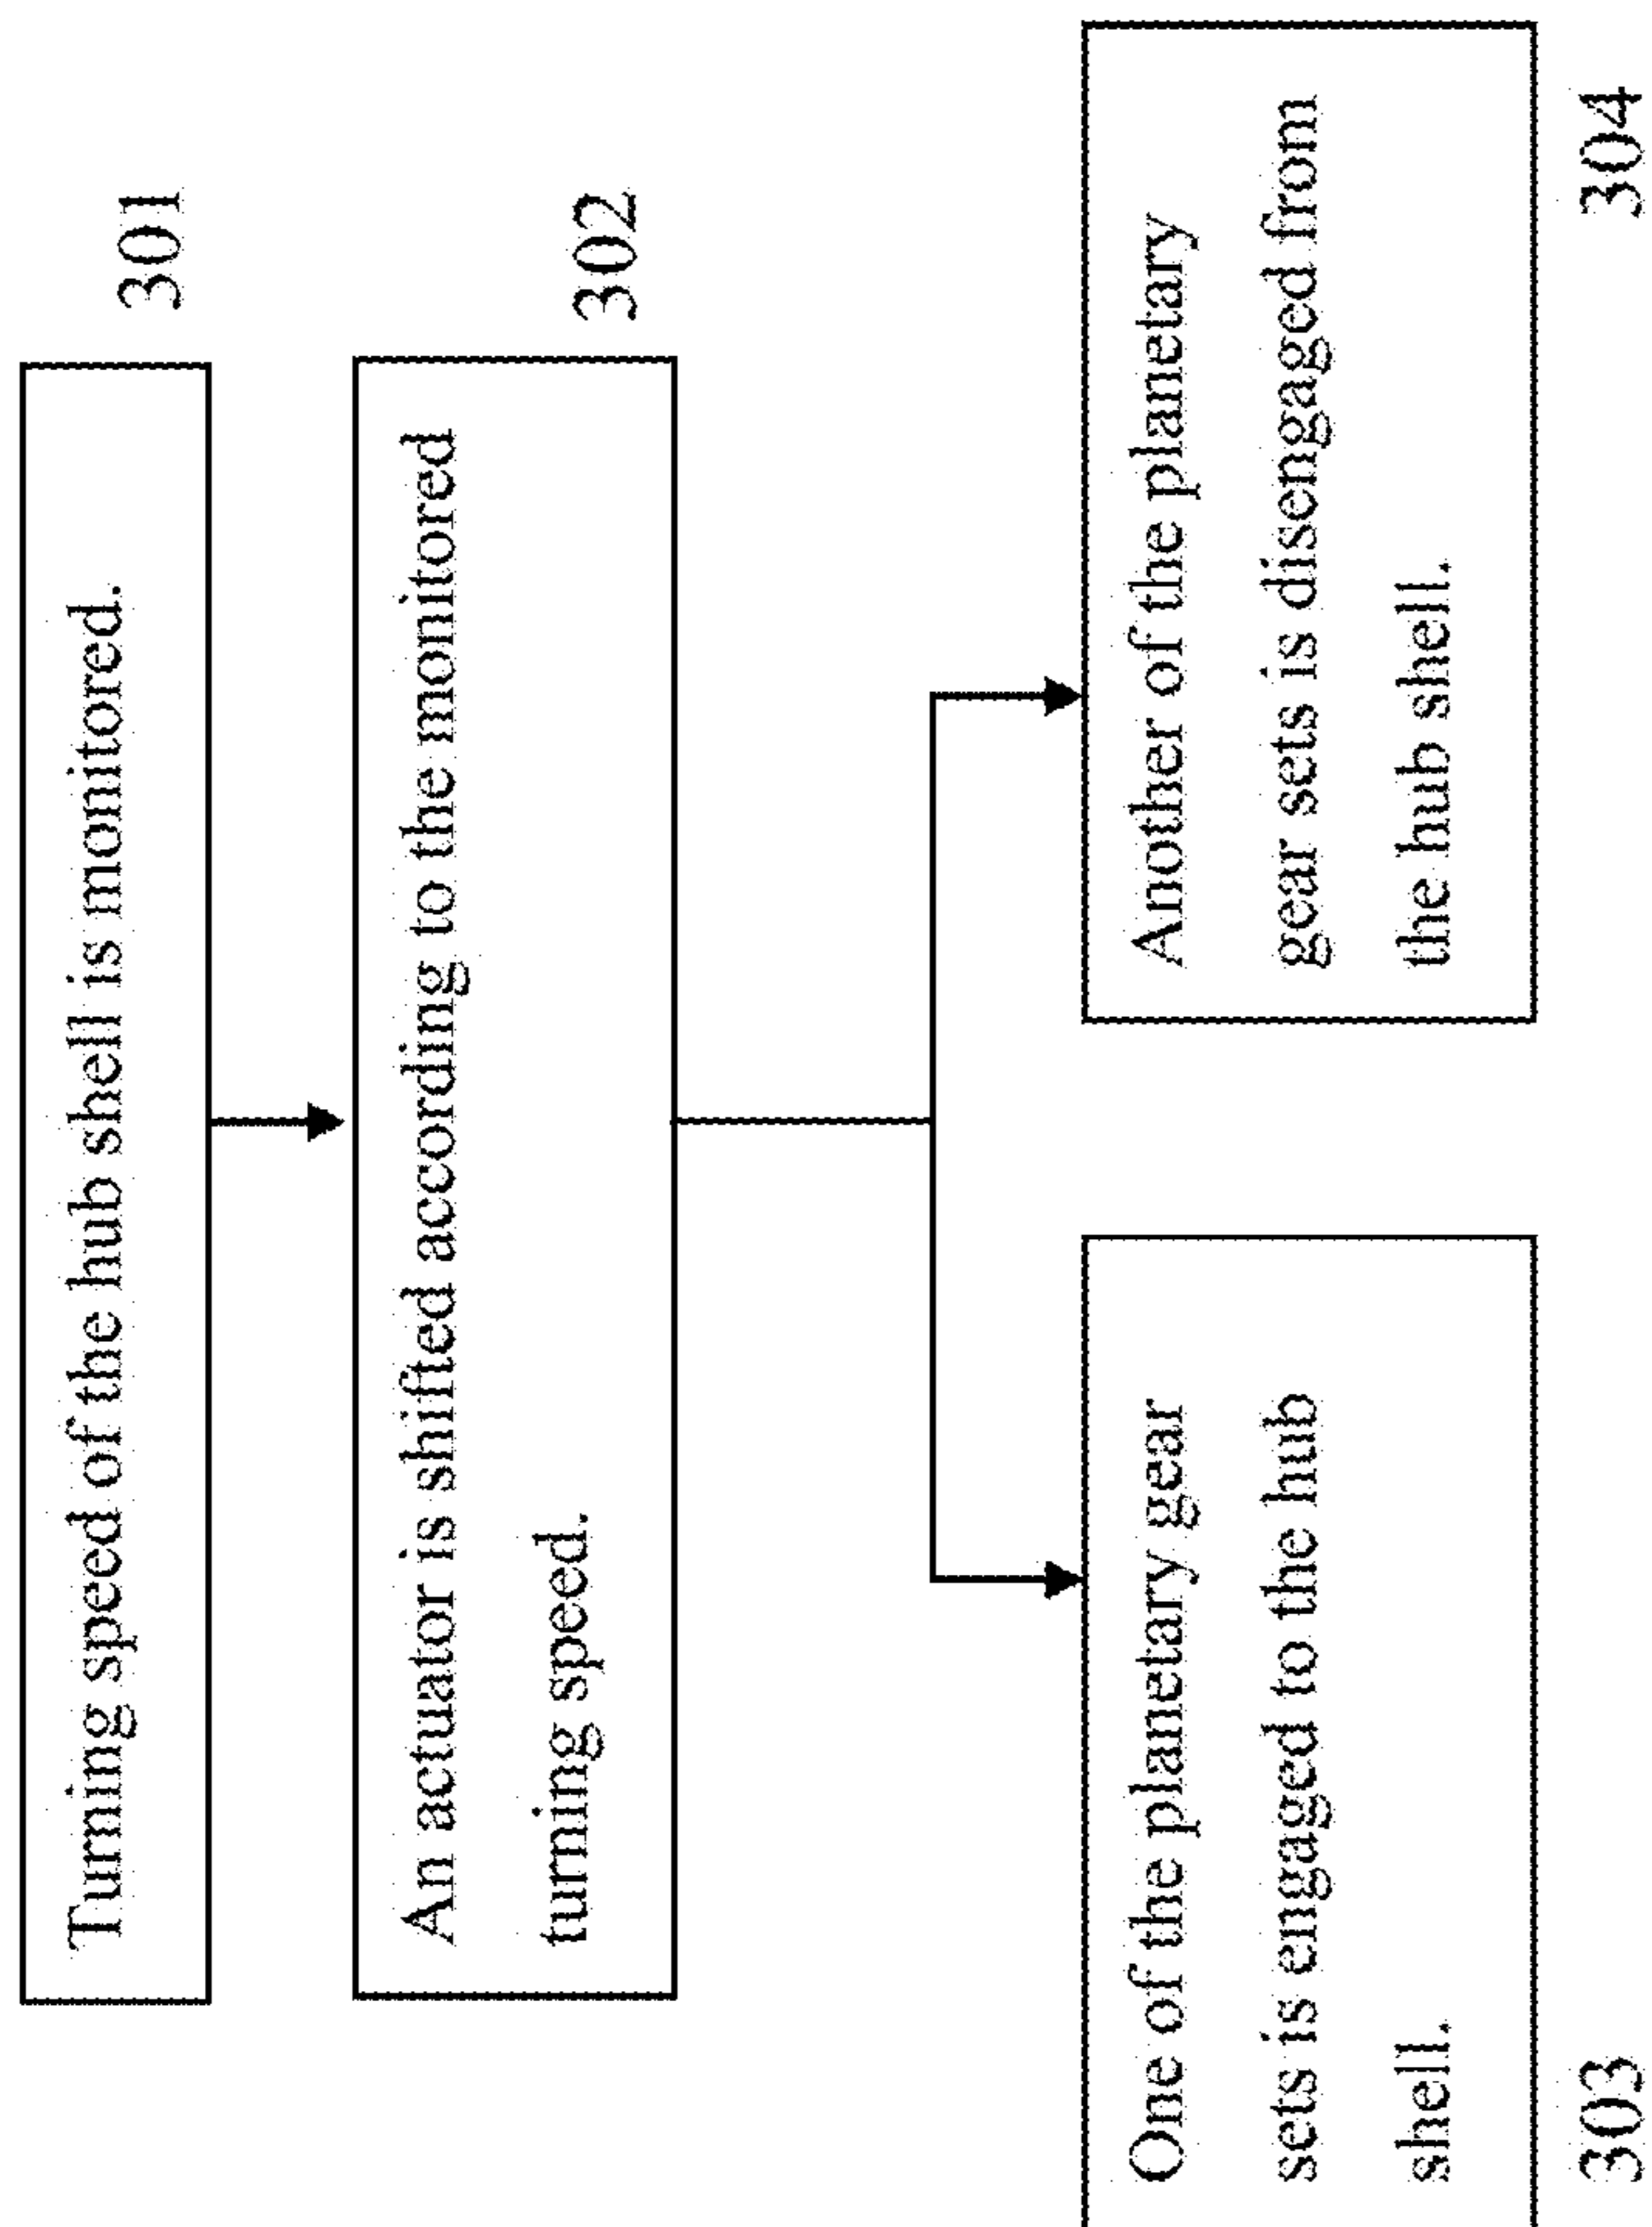 Turning speed of the hub shell is monitored.
301
An actuator is shifted according to the monitored
turning speed.
302
One of the planetary gear
sets is engaged to the hub
shell.
303
Another of the planetary
gear sets is disengaged from
the hub shell.
304